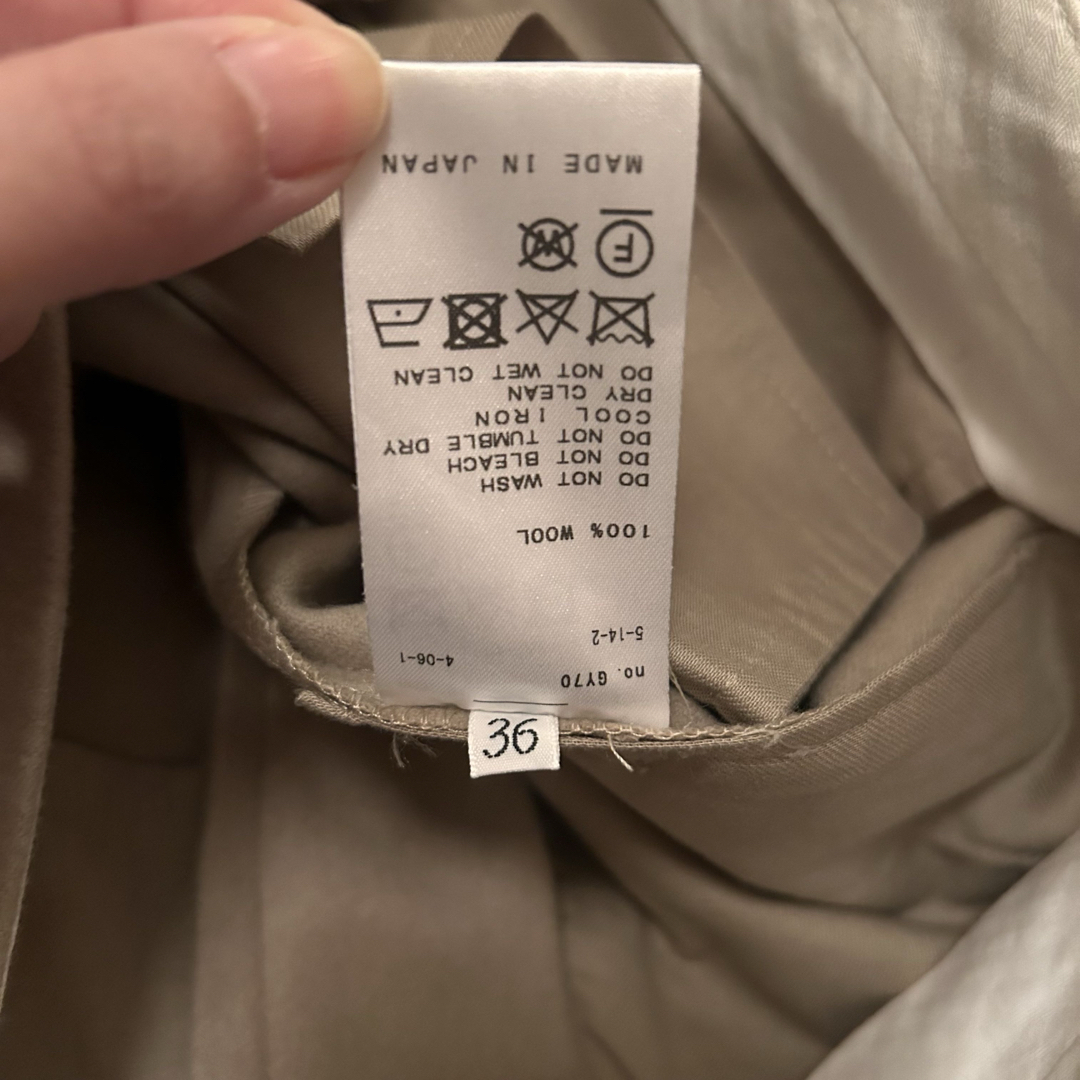 no. GY70
5-14-2 4-06-1
100% WOOL
DO NOT WASH
DO NOT BLEACH
DO NOT TUMBLE DRY
COOL IRON
DRY CLEAN
DO NOT WET CLEAN
F W
MADE IN JAPAN
36